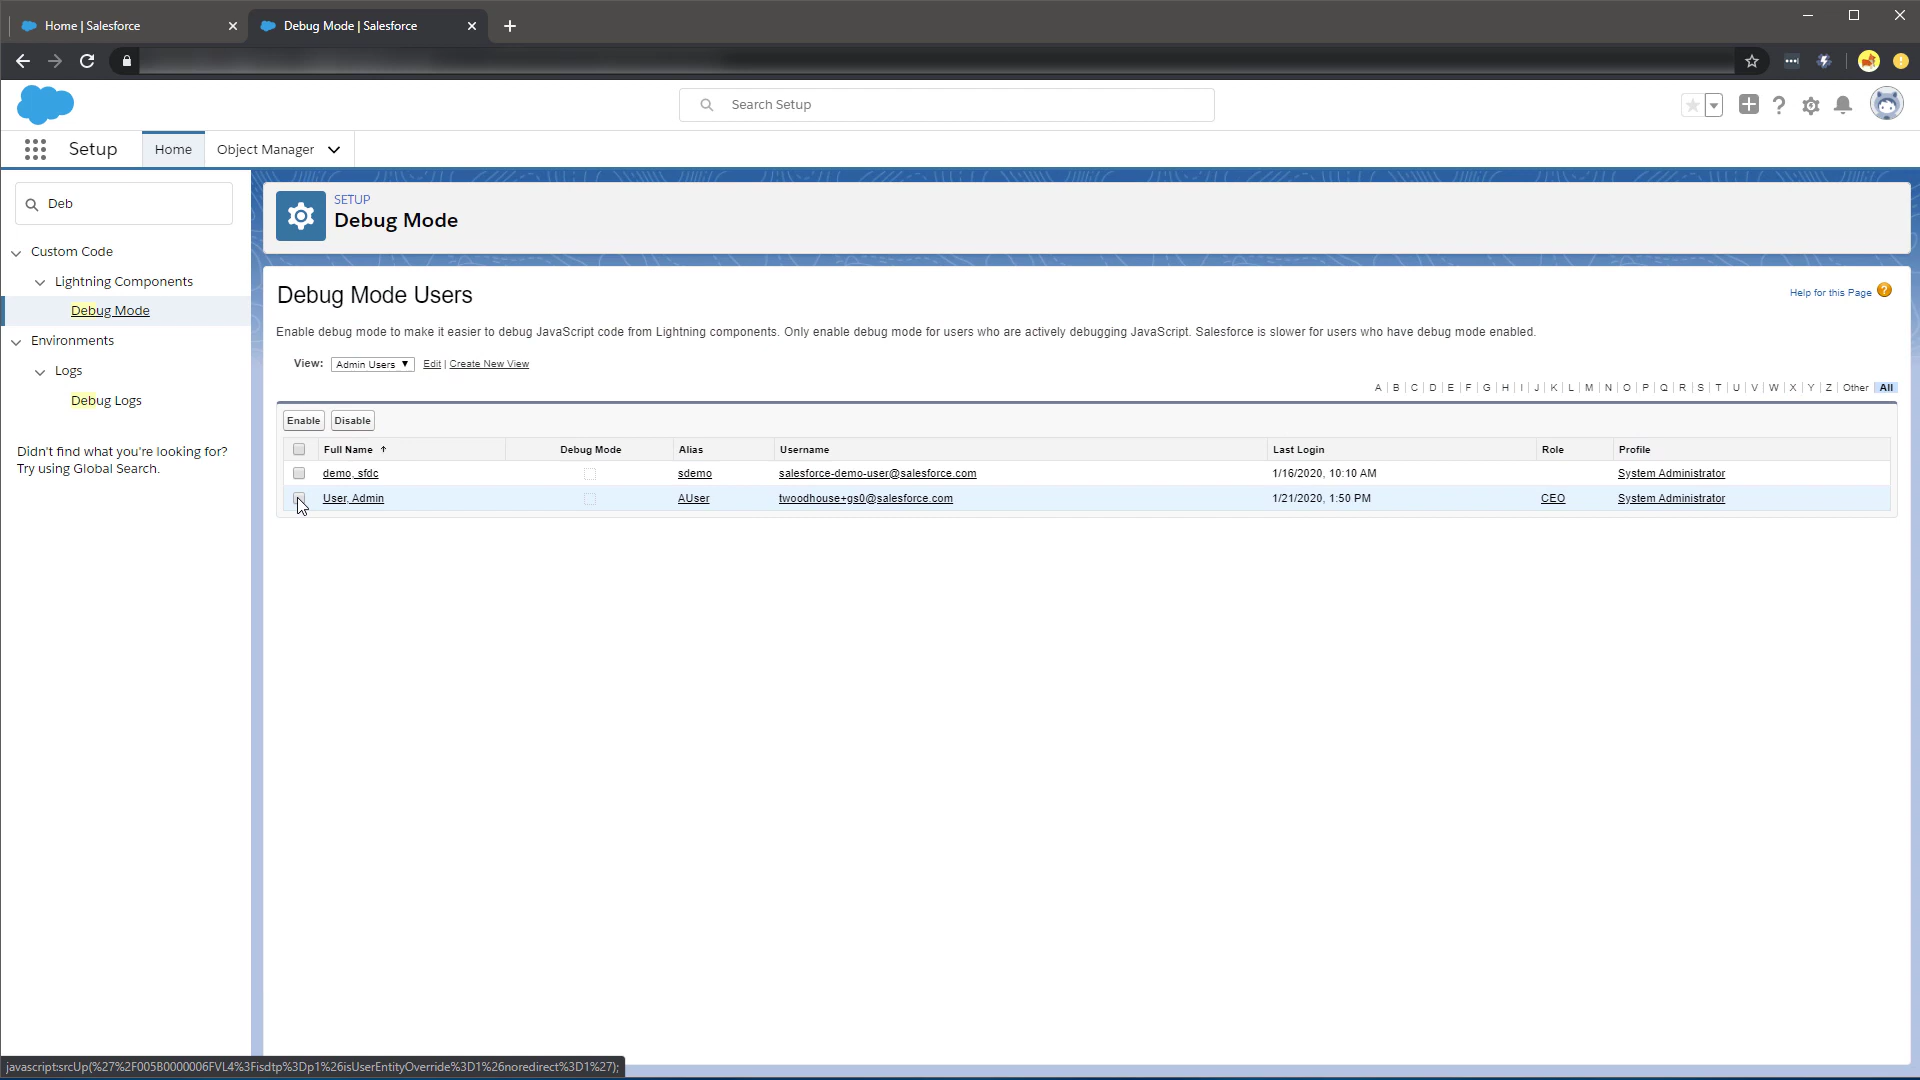 Home | Salesforce
Debug Mode | Salesforce
Search Setup
Setup
Home
Object Manager
Deb
Custom Code
Lightning Components
Debug Mode
Environments
Logs
Debug Logs
Didn't find what you're looking for?
Try using Global Search.
SETUP
Debug Mode
Debug Mode Users
Help for this Page
Enable debug mode to make it easier to debug JavaScript code from Lightning components. Only enable debug mode for users who are actively debugging JavaScript. Salesforce is slower for users who have debug mode enabled.
View: Admin Users Edit | Create New View
A | B | C | D | E | F | G | H | I | J | K | L | M | N | O | P | Q | R | S | T | U | V | W | X | Y | Z | Other All
Enable Disable
Full Name Debug Mode Alias Username Last Login Role Profile
demo, sfdc sdemo salesforce-demo-user@salesforce.com 1/16/2020, 10:10 AM System Administrator
User, Admin AUser twoodhouse+gs0@salesforce.com 1/21/2020, 1:50 PM CEO System Administrator
javascript:srcUp(%27%2F005B0000006FVL4%3Fisdtp%3Dp1%26isUserEntityOverride%3D1%26noredirect%3D1%27);